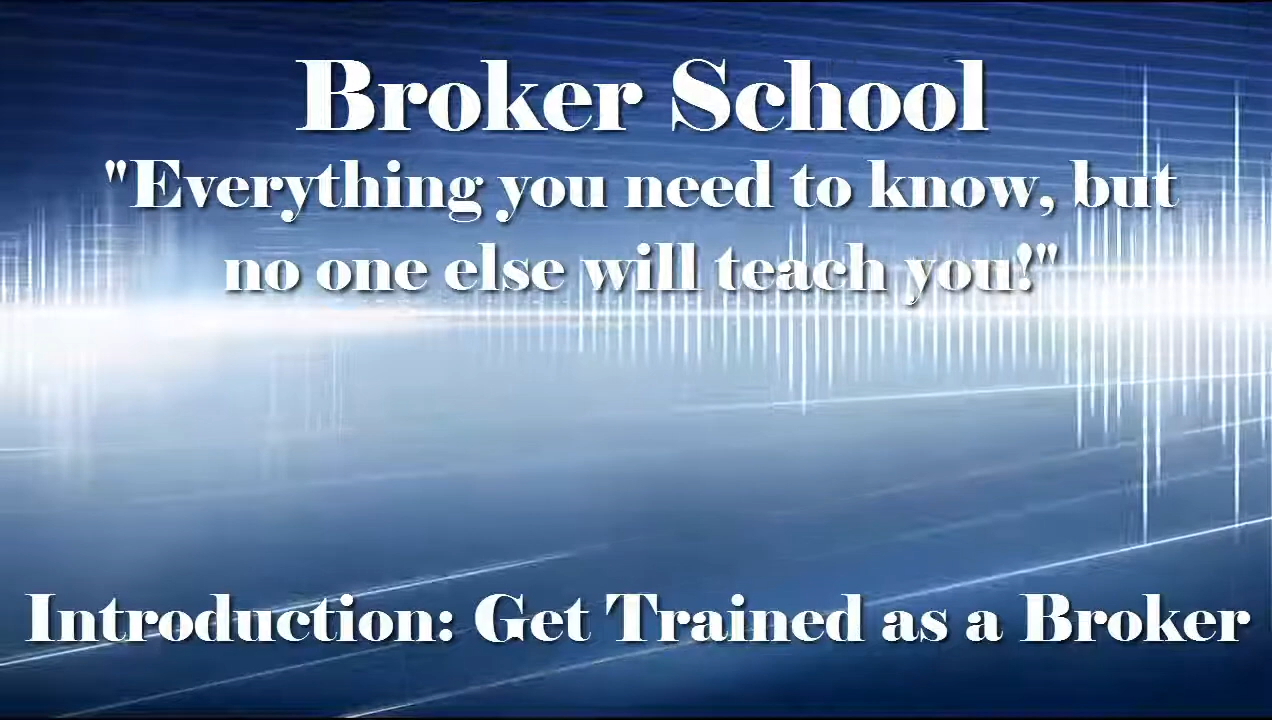 Broker School
"Everything you need to know, but
no one else will teach you!"
Introduction: Get Trained as a Broker